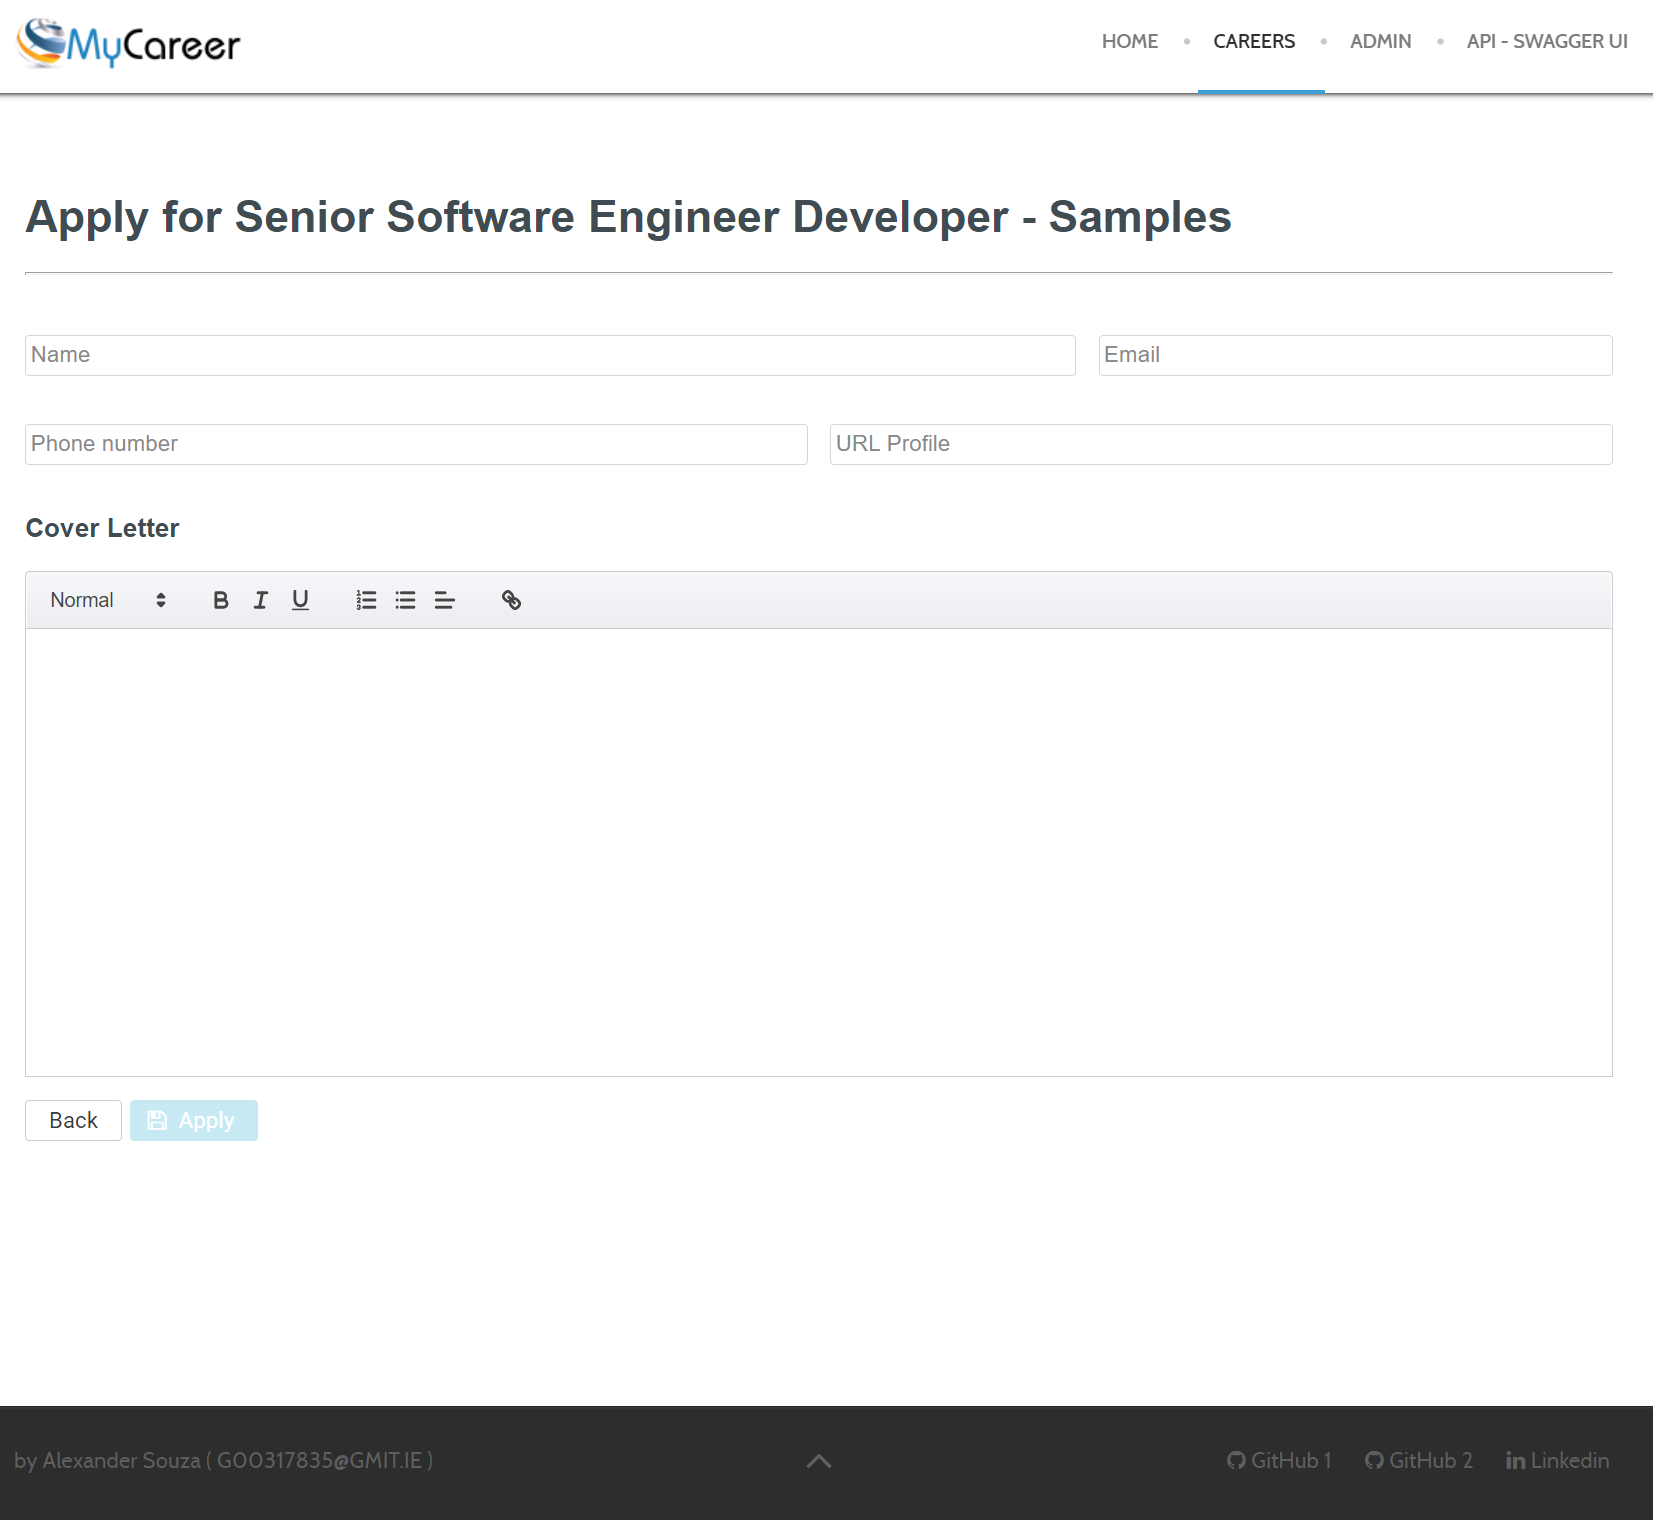 MyCareer
HOME • CAREERS • ADMIN • API - SWAGGER UI
Apply for Senior Software Engineer Developer - Samples
Name Email
Phone number URL Profile
Cover Letter
Normal B I U
Back Apply
by Alexander Souza ( G00317835@GMIT.IE ) GitHub 1 GitHub 2 Linkedin